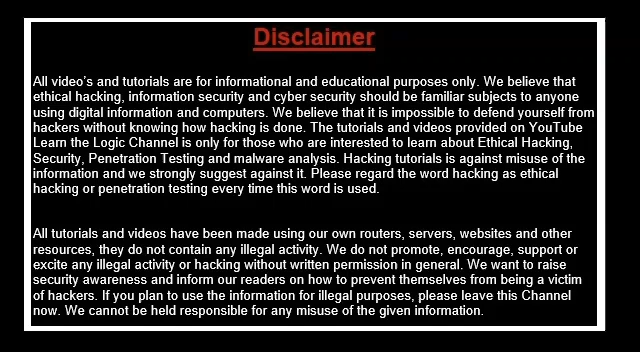 Disclaimer
All video's and tutorials are for informational and educational purposes only. We believe that
ethical hacking, information security and cyber security should be familiar subjects to anyone
using digital information and computers. We believe that it is impossible to defend yourself from
hackers without knowing how hacking is done. The tutorials and videos provided on YouTube
Learn the Logic Channel is only for those who are interested to learn about Ethical Hacking,
Security, Penetration Testing and malware analysis. Hacking tutorials is against misuse of the
information and we strongly suggest against it. Please regard the word hacking as ethical
hacking or penetration testing every time this word is used.
All tutorials and videos have been made using our own routers, servers, websites and other
resources, they do not contain any illegal activity. We do not promote, encourage, support or
excite any illegal activity or hacking without written permission in general. We want to raise
security awareness and inform our readers on how to prevent themselves from being a victim
of hackers. If you plan to use the information for illegal purposes, please leave this Channel
now. We cannot be held responsible for any misuse of the given information.